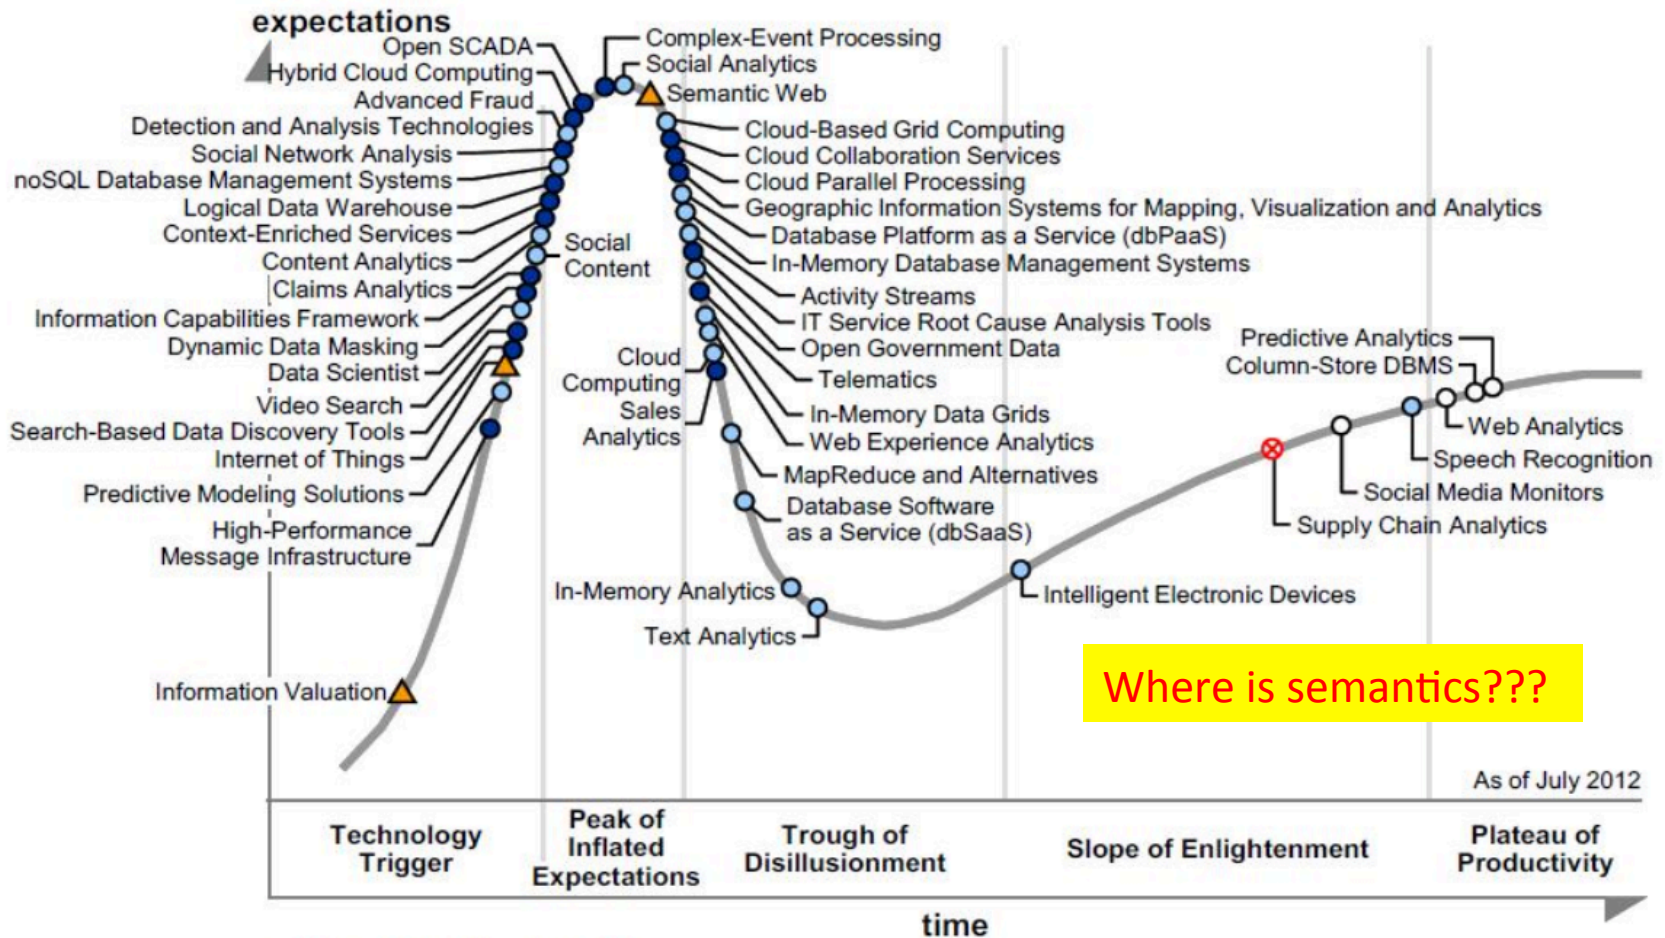 expectations
Open SCADA
Hybrid Cloud Computing
Advanced Fraud
Detection and Analysis Technologies
Social Network Analysis
noSQL Database Management Systems
Logical Data Warehouse
Context-Enriched Services
Content Analytics
Claims Analytics
Information Capabilities Framework
Dynamic Data Masking
Data Scientist
Video Search
Search-Based Data Discovery Tools
Internet of Things
Predictive Modeling Solutions
High-Performance
Message Infrastructure
Information Valuation
Social
Content
Complex-Event Processing
Social Analytics
Semantic Web
Cloud-Based Grid Computing
Cloud Collaboration Services
Cloud Parallel Processing
Geographic Information Systems for Mapping, Visualization and Analytics
Database Platform as a Service (dbPaaS)
In-Memory Database Management Systems
Activity Streams
IT Service Root Cause Analysis Tools
Open Government Data
Telematics
In-Memory Data Grids
Web Experience Analytics
Cloud
Computing
Sales
Analytics
MapReduce and Alternatives
Database Software
as a Service (dbSaaS)
In-Memory Analytics
Text Analytics
Intelligent Electronic Devices
Predictive Analytics
Column-Store DBMS
Web Analytics
Speech Recognition
Social Media Monitors
Supply Chain Analytics
Where is semantics???
As of July 2012
Technology
Trigger
Peak of
Inflated
Expectations
Trough of
Disillusionment
Slope of Enlightenment
Plateau of
Productivity
time